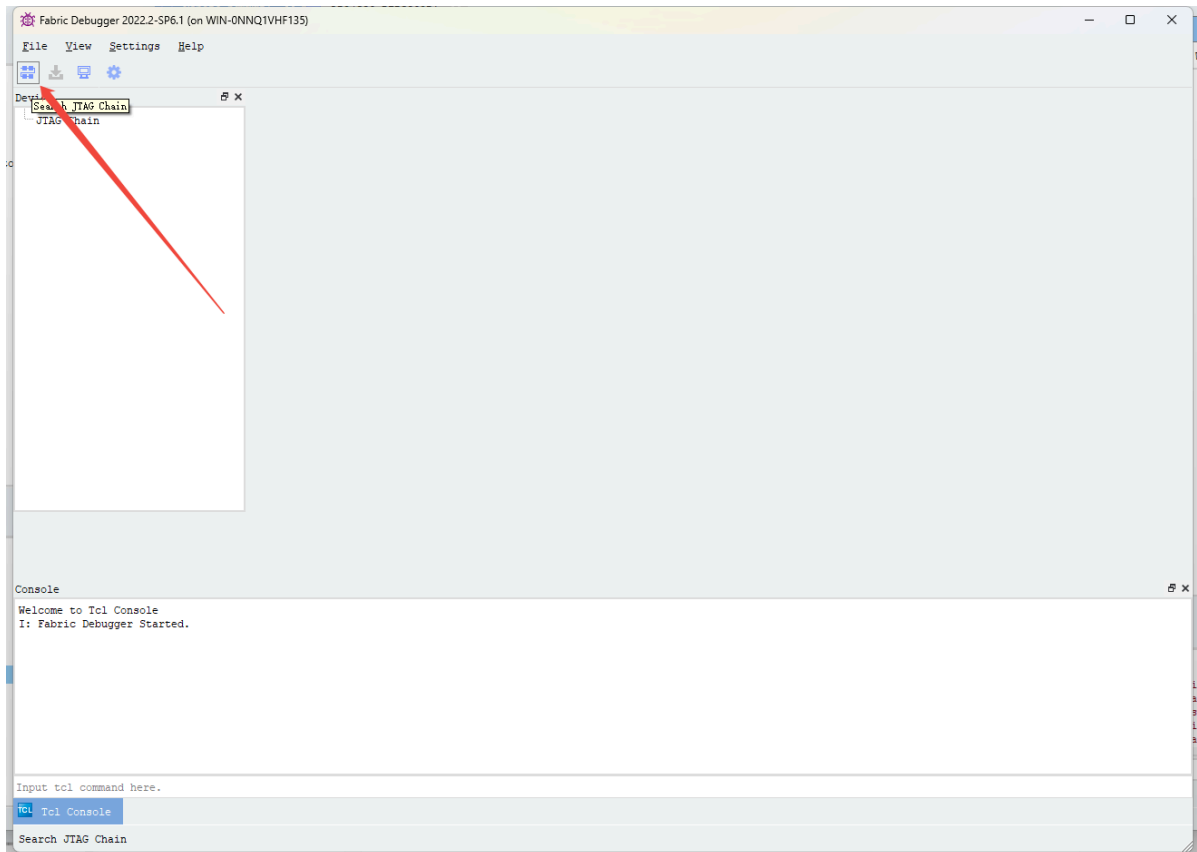 Fabric Debugger 2022.2-SP6.1 (on WIN-0NNQ1VHF135)
File View Settings Help
Search JTAG Chain
JTAG Chain
Console
Welcome to Tcl Console
I: Fabric Debugger Started.
Input tcl command here.
TCL Tcl Console
Search JTAG Chain